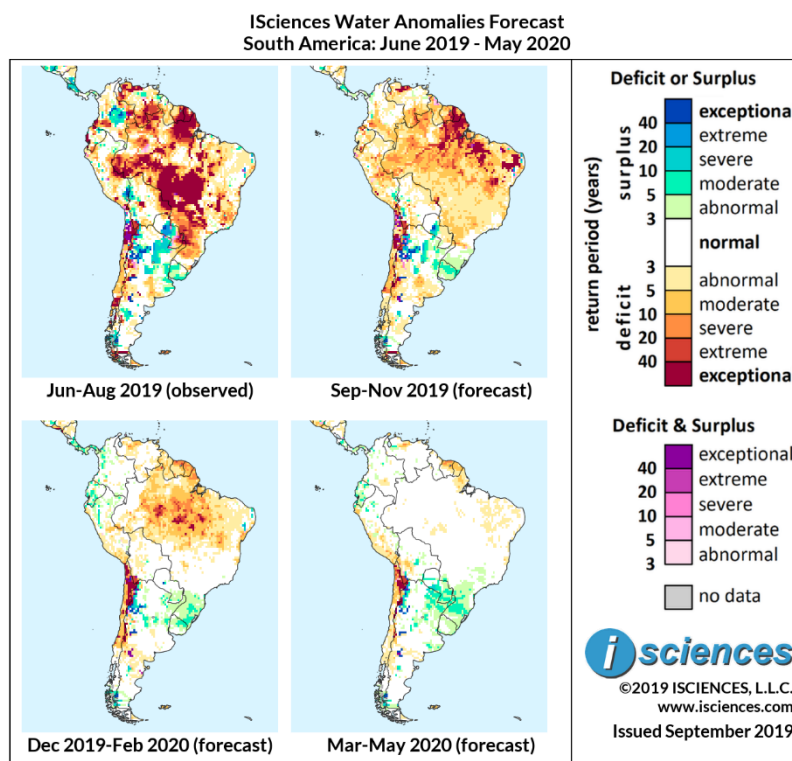 ISciences Water Anomalies Forecast
South America: June 2019 - May 2020
Jun-Aug 2019 (observed)
Sep-Nov 2019 (forecast)
Dec 2019-Feb 2020 (forecast)
Mar-May 2020 (forecast)
Deficit or Surplus
return period (years)
surplus
deficit
40
20
10
5
3
3
5
10
20
40
exceptional
extreme
severe
moderate
abnormal
normal
abnormal
moderate
severe
extreme
exceptional
Deficit & Surplus
40
20
10
5
3
exceptional
extreme
severe
moderate
abnormal
no data
i sciences
©2019 ISCIENCES, L.L.C.
www.isciences.com
Issued September 2019